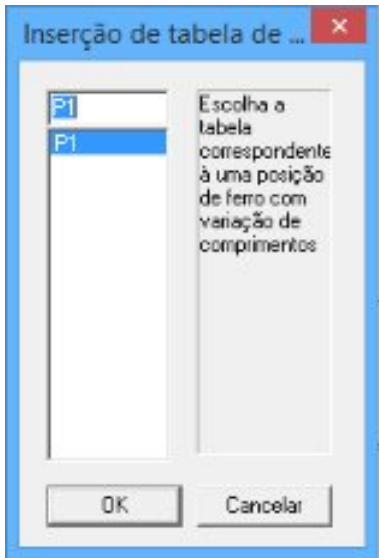 Inserção de tabela de ...
P1
P1
Escolha a
tabela
correspondente
à uma posição
de ferro com
variação de
comprimentos
OK
Cancelar